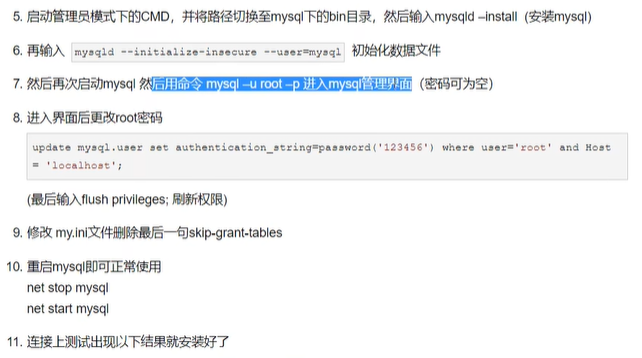 5. 启动管理员模式下的CMD，并将路径切换至mysql下的bin目录，然后输入mysqld –install (安装mysql)
6. 再输入 mysqld --initialize-insecure --user=mysql 初始化数据文件
7. 然后再次启动mysql 然后用命令 mysql –u root –p 进入mysql管理界面（密码可为空）
8. 进入界面后更改root密码
update mysql.user set authentication_string=password('123456') where user='root' and Host
= 'localhost';
(最后输入flush privileges; 刷新权限)
9. 修改 my.ini文件删除最后一句skip-grant-tables
10. 重启mysql即可正常使用
net stop mysql
net start mysql
11. 连接上测试出现以下结果就安装好了